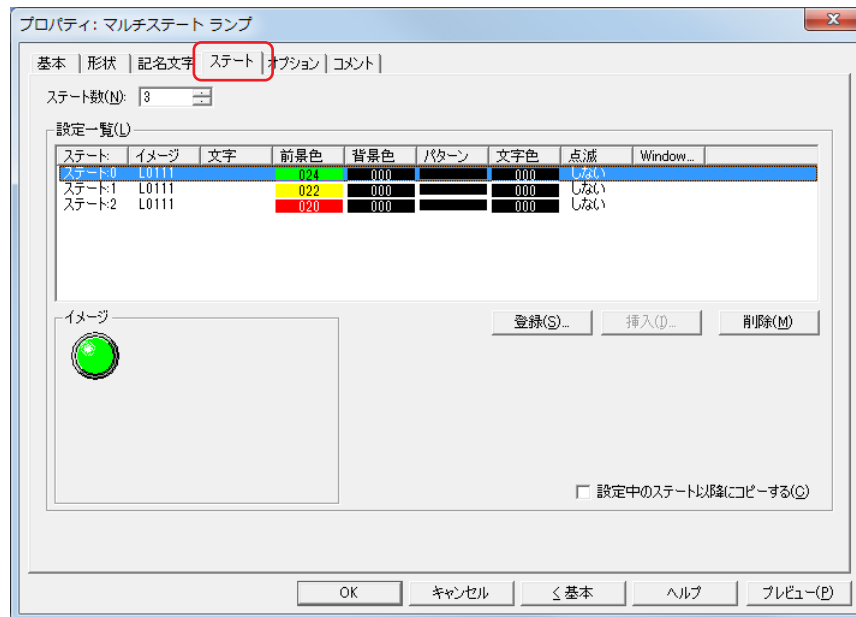 プロパティ: マルチステート ランプ
基本 形状 記名文字 ステート オプション コメント
ステート数(N): 3
設定一覧(L)
ステート: イメージ 文字 前景色 背景色 パターン 文字色 点滅 Window...
ステート:0 L0111 024 000 000 しない
ステート:1 L0111 022 000 000 しない
ステート:2 L0111 020 000 000 しない
イメージ
登録(S)... 挿入(I)... 削除(M)
設定中のステート以降にコピーする(C)
OK キャンセル < 基本 ヘルプ プレビュー(P)